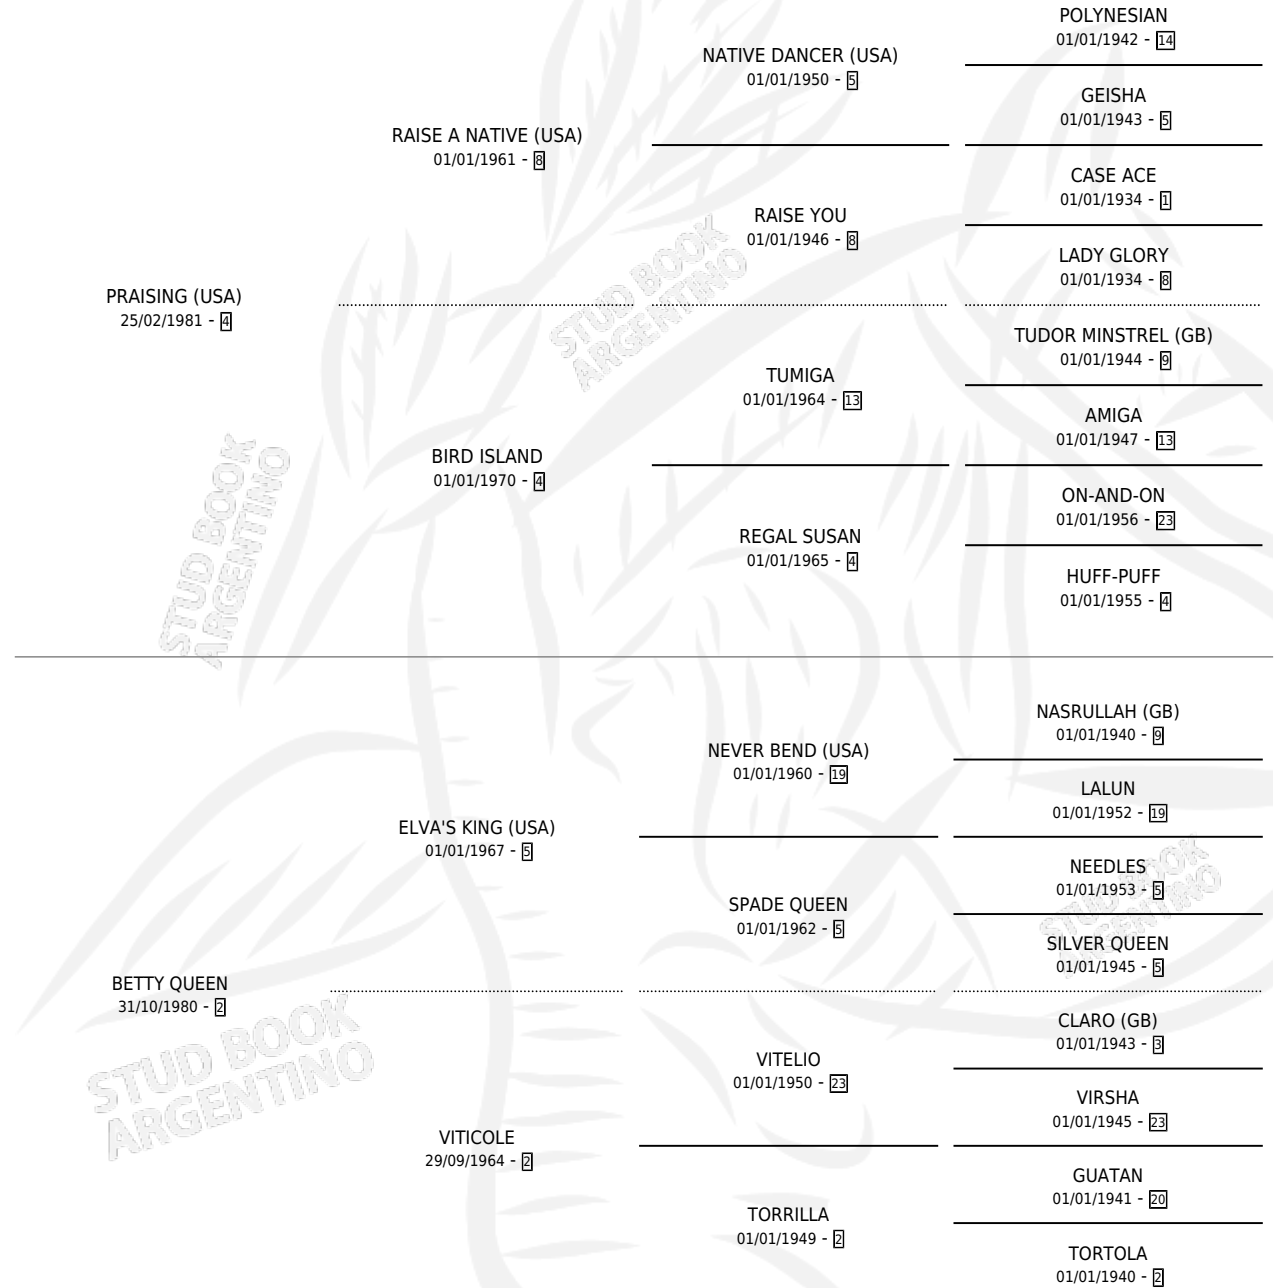 POLYNESIAN
01/01/1942 - 14
NATIVE DANCER (USA)
01/01/1950 - 5
GEISHA
01/01/1943 - 5
RAISE A NATIVE (USA)
01/01/1961 - 8
CASE ACE
01/01/1934 - 1
RAISE YOU
01/01/1946 - 8
LADY GLORY
01/01/1934 - 8
PRAISING (USA)
25/02/1981 - 4
STUD BOOK
ARGENTINO
TUDOR MINSTREL (GB)
01/01/1944 - 9
TUMIGA
01/01/1964 - 13
AMIGA
01/01/1947 - 13
BIRD ISLAND
01/01/1970 - 4
ON-AND-ON
01/01/1956 - 23
REGAL SUSAN
01/01/1965 - 4
HUFF-PUFF
01/01/1955 - 4
STUD BOOK
ARGENTINO
NASRULLAH (GB)
01/01/1940 - 9
NEVER BEND (USA)
01/01/1960 - 19
LALUN
01/01/1952 - 19
ELVA'S KING (USA)
01/01/1967 - 5
NEEDLES
01/01/1953 - 5
SPADE QUEEN
01/01/1962 - 5
STUD BOOK
ARGENTINO
SILVER QUEEN
01/01/1945 - 5
BETTY QUEEN
31/10/1980 - 2
CLARO (GB)
01/01/1943 - 3
VITELIO
01/01/1950 - 23
STUD BOOK
ARGENTINO
VIRSHA
01/01/1945 - 23
VITICOLE
29/09/1964 - 2
GUATAN
01/01/1941 - 20
TORRILLA
01/01/1949 - 2
TORTOLA
01/01/1940 - 2